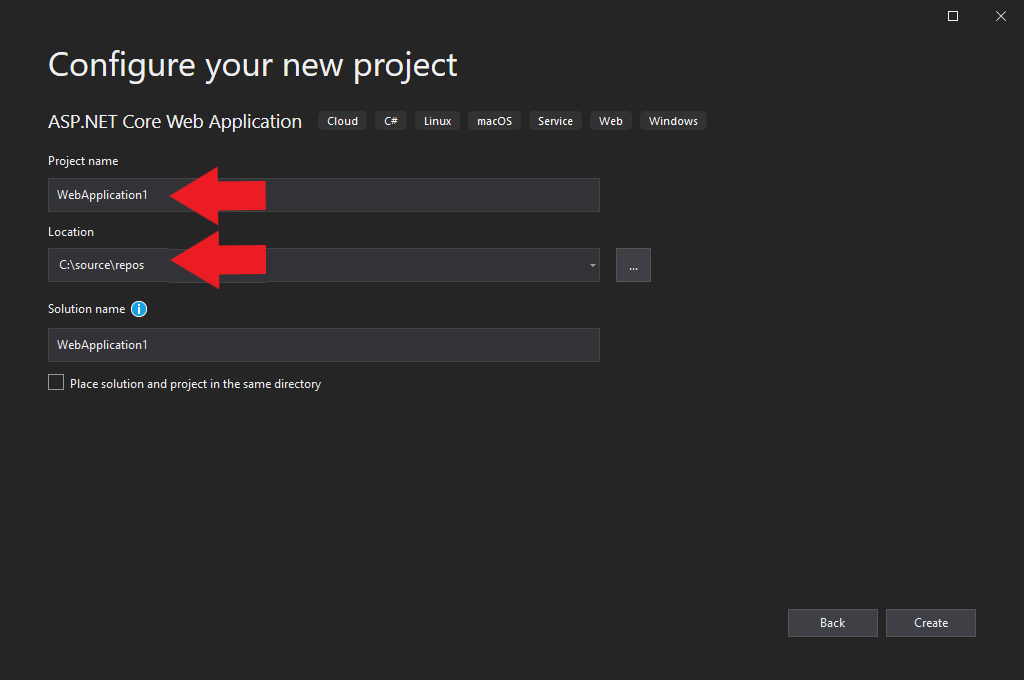 Configure your new project
ASP.NET Core Web Application Cloud C# Linux macOS Service Web Windows
Project name
WebApplication1
Location
C:\source\repos
...
Solution name
WebApplication1
Place solution and project in the same directory
Back Create